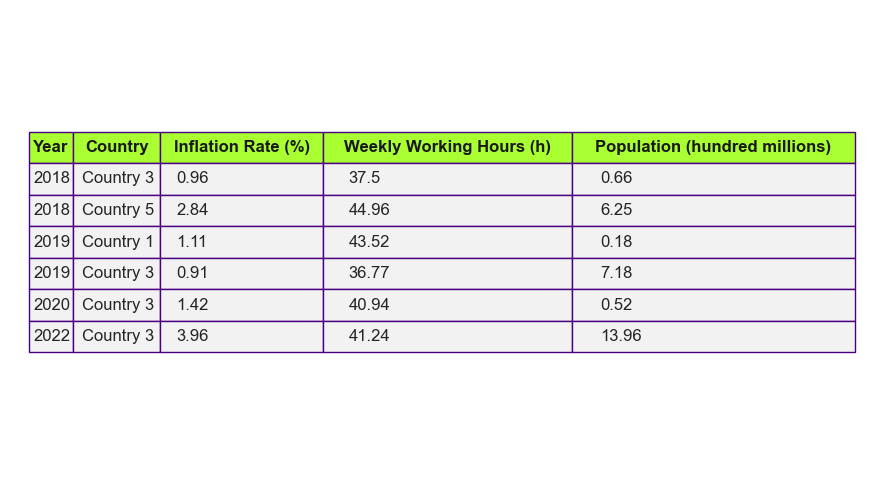 Year Country Inflation Rate (%) Weekly Working Hours (h) Population (hundred millions)
2018 Country 3 0.96 37.5 0.66
2018 Country 5 2.84 44.96 6.25
2019 Country 1 1.11 43.52 0.18
2019 Country 3 0.91 36.77 7.18
2020 Country 3 1.42 40.94 0.52
2022 Country 3 3.96 41.24 13.96